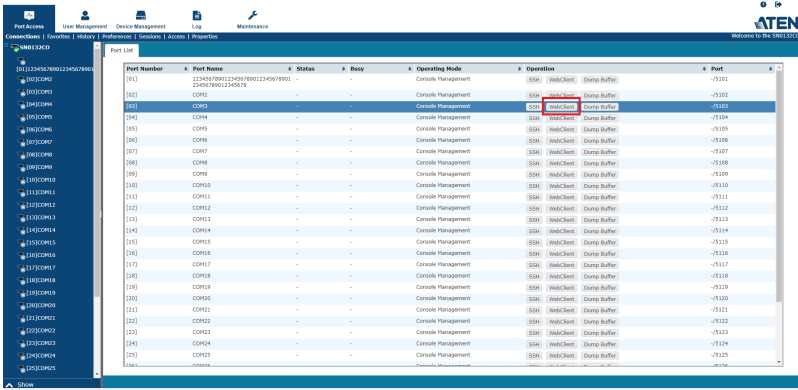 Port Access User Management Device Management Log Maintenance
ATEN
Connections | Favorites | History | Preferences | Sessions | Access | Properties
Welcome to the SN0132CO
SN0132CO
[01]123456789012345678901
[02]COM2
[03]COM3
[04]COM4
[05]COM5
[06]COM6
[07]COM7
[08]COM8
[09]COM9
[10]COM10
[11]COM11
[12]COM12
[13]COM13
[14]COM14
[15]COM15
[16]COM16
[17]COM17
[18]COM18
[19]COM19
[20]COM20
[21]COM21
[22]COM22
[23]COM23
[24]COM24
[25]COM25
Show
Port List
Port Number Port Name Status Busy Operating Mode Operation Port
[01] 1234567890123456789012345678901 - - Console Management SSH WebClient Dump Buffer -/5101
23456789012345678
[02] COM2 - - Console Management SSH WebClient Dump Buffer -/5102
[03] COM3 - - Console Management SSH WebClient Dump Buffer -/5103
[04] COM4 - - Console Management SSH WebClient Dump Buffer -/5104
[05] COM5 - - Console Management SSH WebClient Dump Buffer -/5105
[06] COM6 - - Console Management SSH WebClient Dump Buffer -/5106
[07] COM7 - - Console Management SSH WebClient Dump Buffer -/5107
[08] COM8 - - Console Management SSH WebClient Dump Buffer -/5108
[09] COM9 - - Console Management SSH WebClient Dump Buffer -/5109
[10] COM10 - - Console Management SSH WebClient Dump Buffer -/5110
[11] COM11 - - Console Management SSH WebClient Dump Buffer -/5111
[12] COM12 - - Console Management SSH WebClient Dump Buffer -/5112
[13] COM13 - - Console Management SSH WebClient Dump Buffer -/5113
[14] COM14 - - Console Management SSH WebClient Dump Buffer -/5114
[15] COM15 - - Console Management SSH WebClient Dump Buffer -/5115
[16] COM16 - - Console Management SSH WebClient Dump Buffer -/5116
[17] COM17 - - Console Management SSH WebClient Dump Buffer -/5117
[18] COM18 - - Console Management SSH WebClient Dump Buffer -/5118
[19] COM19 - - Console Management SSH WebClient Dump Buffer -/5119
[20] COM20 - - Console Management SSH WebClient Dump Buffer -/5120
[21] COM21 - - Console Management SSH WebClient Dump Buffer -/5121
[22] COM22 - - Console Management SSH WebClient Dump Buffer -/5122
[23] COM23 - - Console Management SSH WebClient Dump Buffer -/5123
[24] COM24 - - Console Management SSH WebClient Dump Buffer -/5124
[25] COM25 - - Console Management SSH WebClient Dump Buffer -/5125